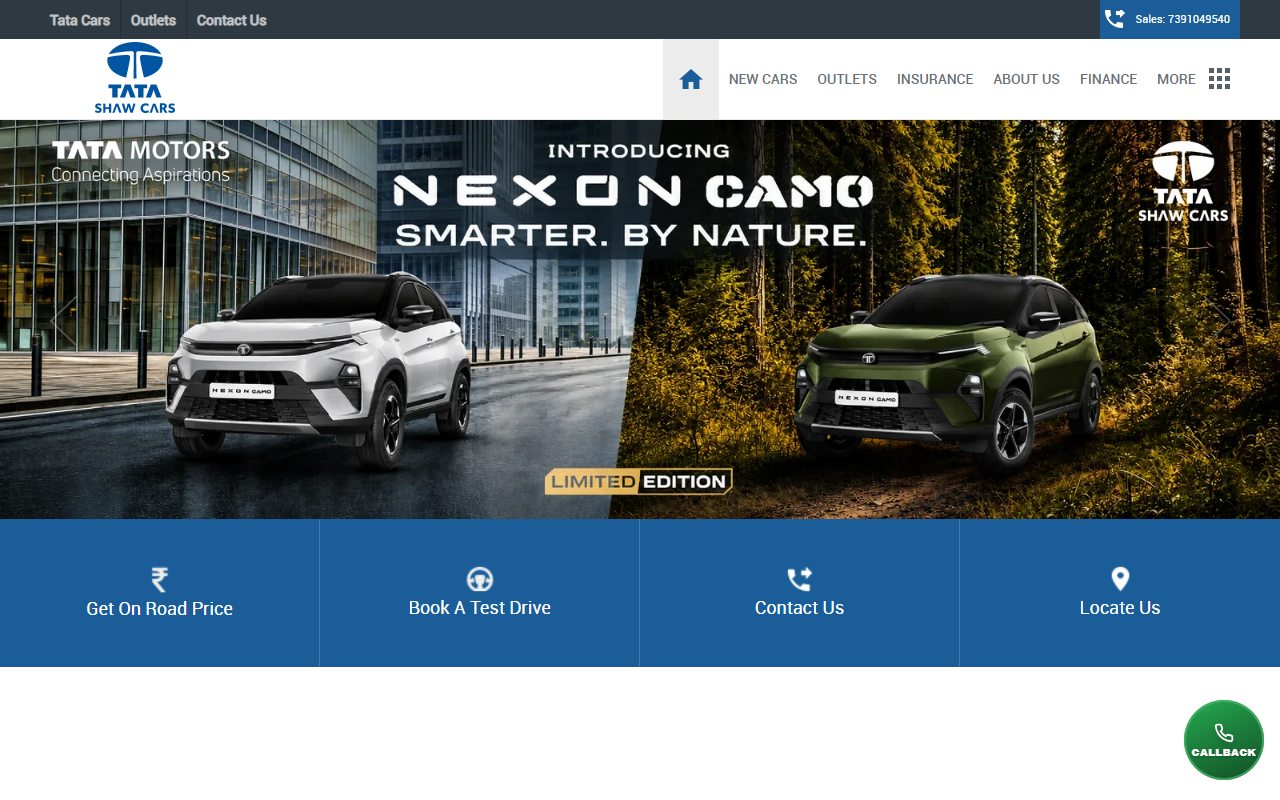 Tata Cars
Outlets
Contact Us
Sales: 7391049540
TATA
SHAW CARS
NEW CARS
OUTLETS
INSURANCE
ABOUT US
FINANCE
MORE
TATA MOTORS
Connecting Aspirations
INTRODUCING
NEXON CAMO
SMARTER. BY NATURE.
TATA
SHAW CARS
NEXON CAMO
NEXON CAMO
LIMITED EDITION
Get On Road Price
Book A Test Drive
Contact Us
Locate Us
CALLBACK